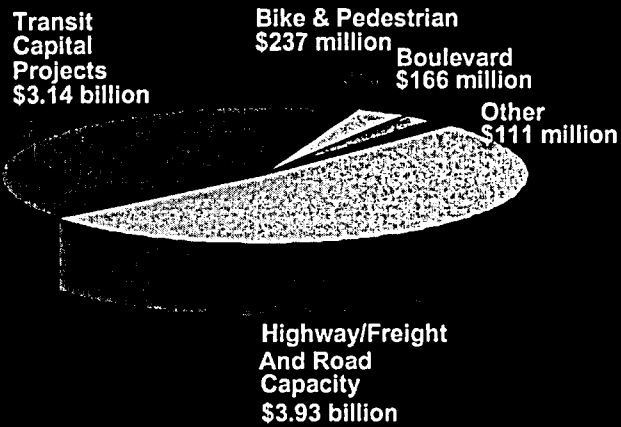 Transit
Capital
Projects
$3.14 billion
Bike & Pedestrian
$237 million
Boulevard
$166 million
Other
$111 million
Highway/Freight
And Road
Capacity
$3.93 billion